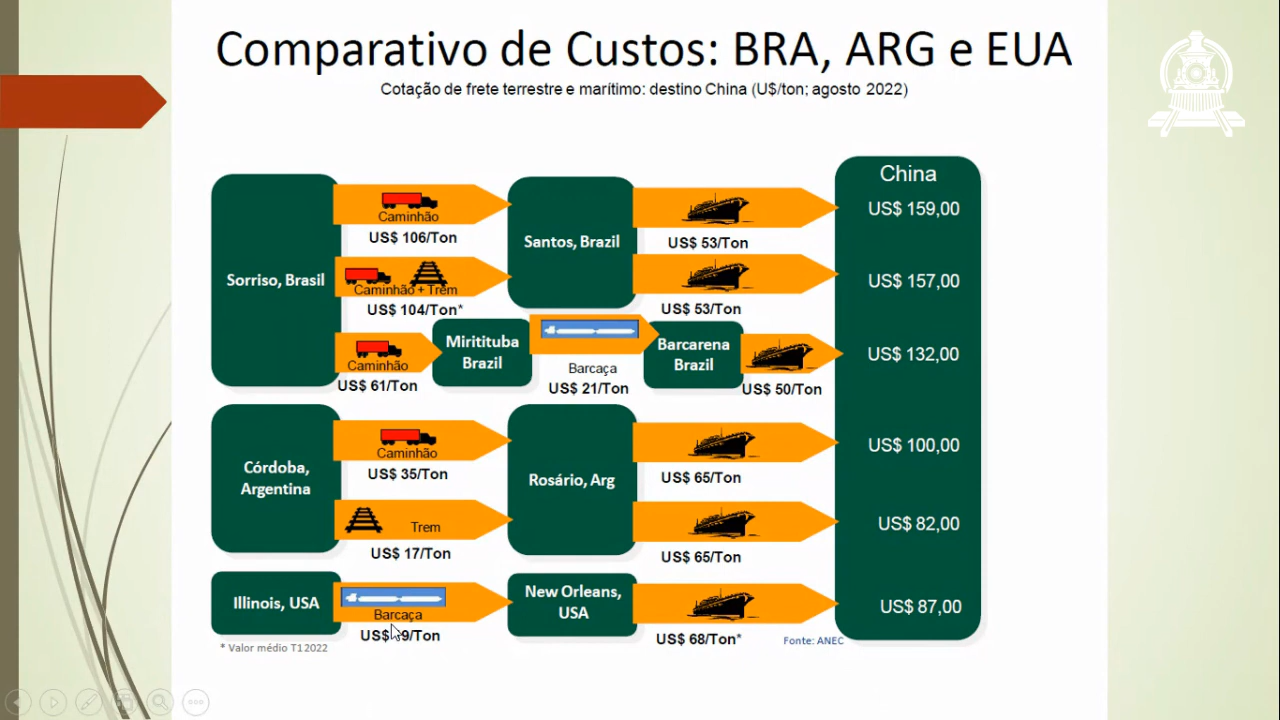 Comparativo de Custos: BRA, ARG e EUA
Cotação de frete terrestre e marítimo: destino China (U$/ton; agosto 2022)
China
Sorriso, Brasil
Caminhão
US$ 106/Ton
Santos, Brazil
US$ 53/Ton
US$ 159,00
Caminhão + Trem
US$ 104/Ton*
US$ 53/Ton
US$ 157,00
Caminhão
US$ 61/Ton
Miritituba
Brazil
Barcaça
US$ 21/Ton
Barcarena
Brazil
US$ 50/Ton
US$ 132,00
Córdoba,
Argentina
Caminhão
US$ 35/Ton
Rosário, Arg
US$ 65/Ton
US$ 100,00
Trem
US$ 17/Ton
US$ 65/Ton
US$ 82,00
Illinois, USA
Barcaça
New Orleans,
USA
US$ 68/Ton*
US$ 87,00
Fonte: ANEC
* Valor médio T1 2022